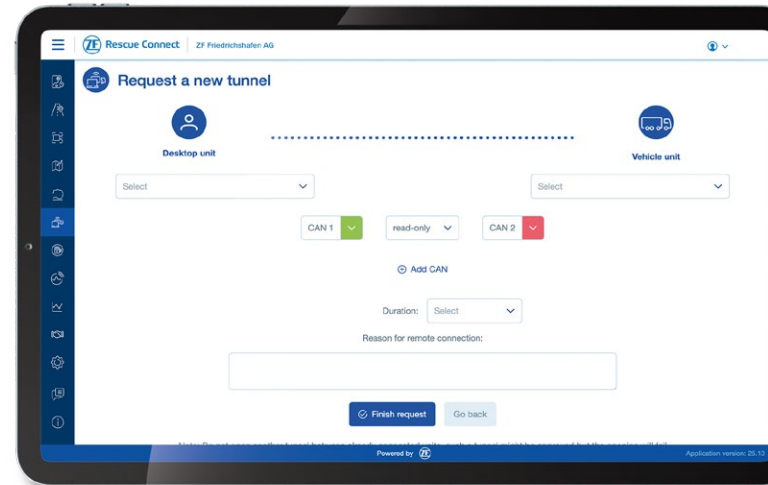 ZF Rescue Connect ZF Friedrichshafen AG
Request a new tunnel
Desktop unit
Vehicle unit
Select
Select
CAN 1 read-only CAN 2
Add CAN
Duration: Select
Reason for remote connection:
Finish request Go back
Powered by ZF
Application version: 25.13